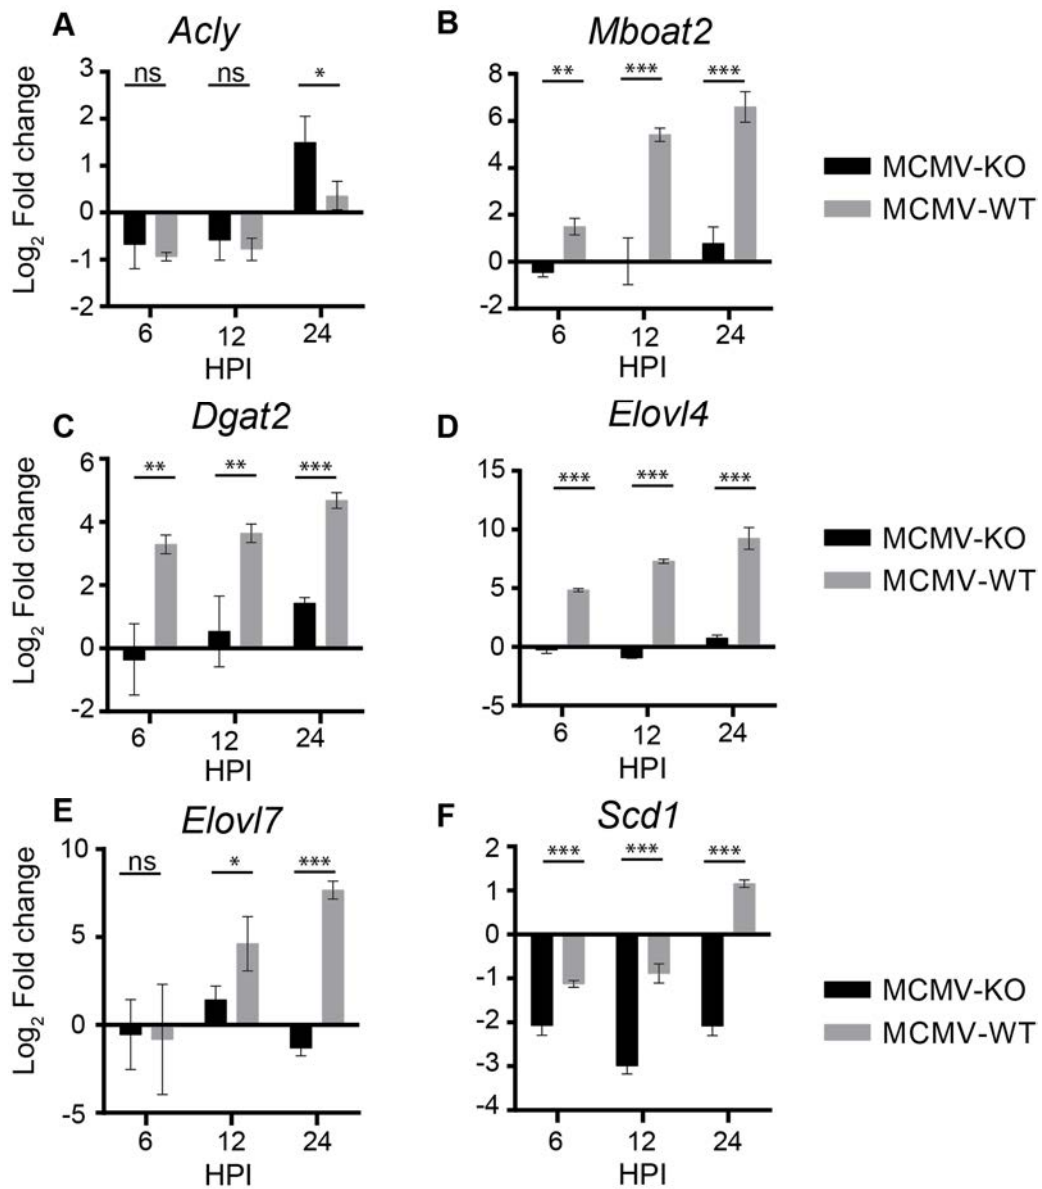 A
Acly
Log₂ Fold change
3
2
1
0
-1
-2
ns
ns
*
6
12
24
HPI
B
Mboat2
8
6
4
2
0
-2
**
***
***
6
12
24
HPI
MCMV-KO
MCMV-WT
C
Dgat2
Log₂ Fold change
6
4
2
0
-2
**
**
***
6
12
24
HPI
D
Elovl4
15
10
5
0
-5
***
***
***
6
12
24
HPI
MCMV-KO
MCMV-WT
E
Elovl7
Log₂ Fold change
10
5
0
-5
ns
*
***
6
12
24
HPI
F
Scd1
2
1
0
-1
-2
-3
-4
***
***
***
6
12
24
HPI
MCMV-KO
MCMV-WT